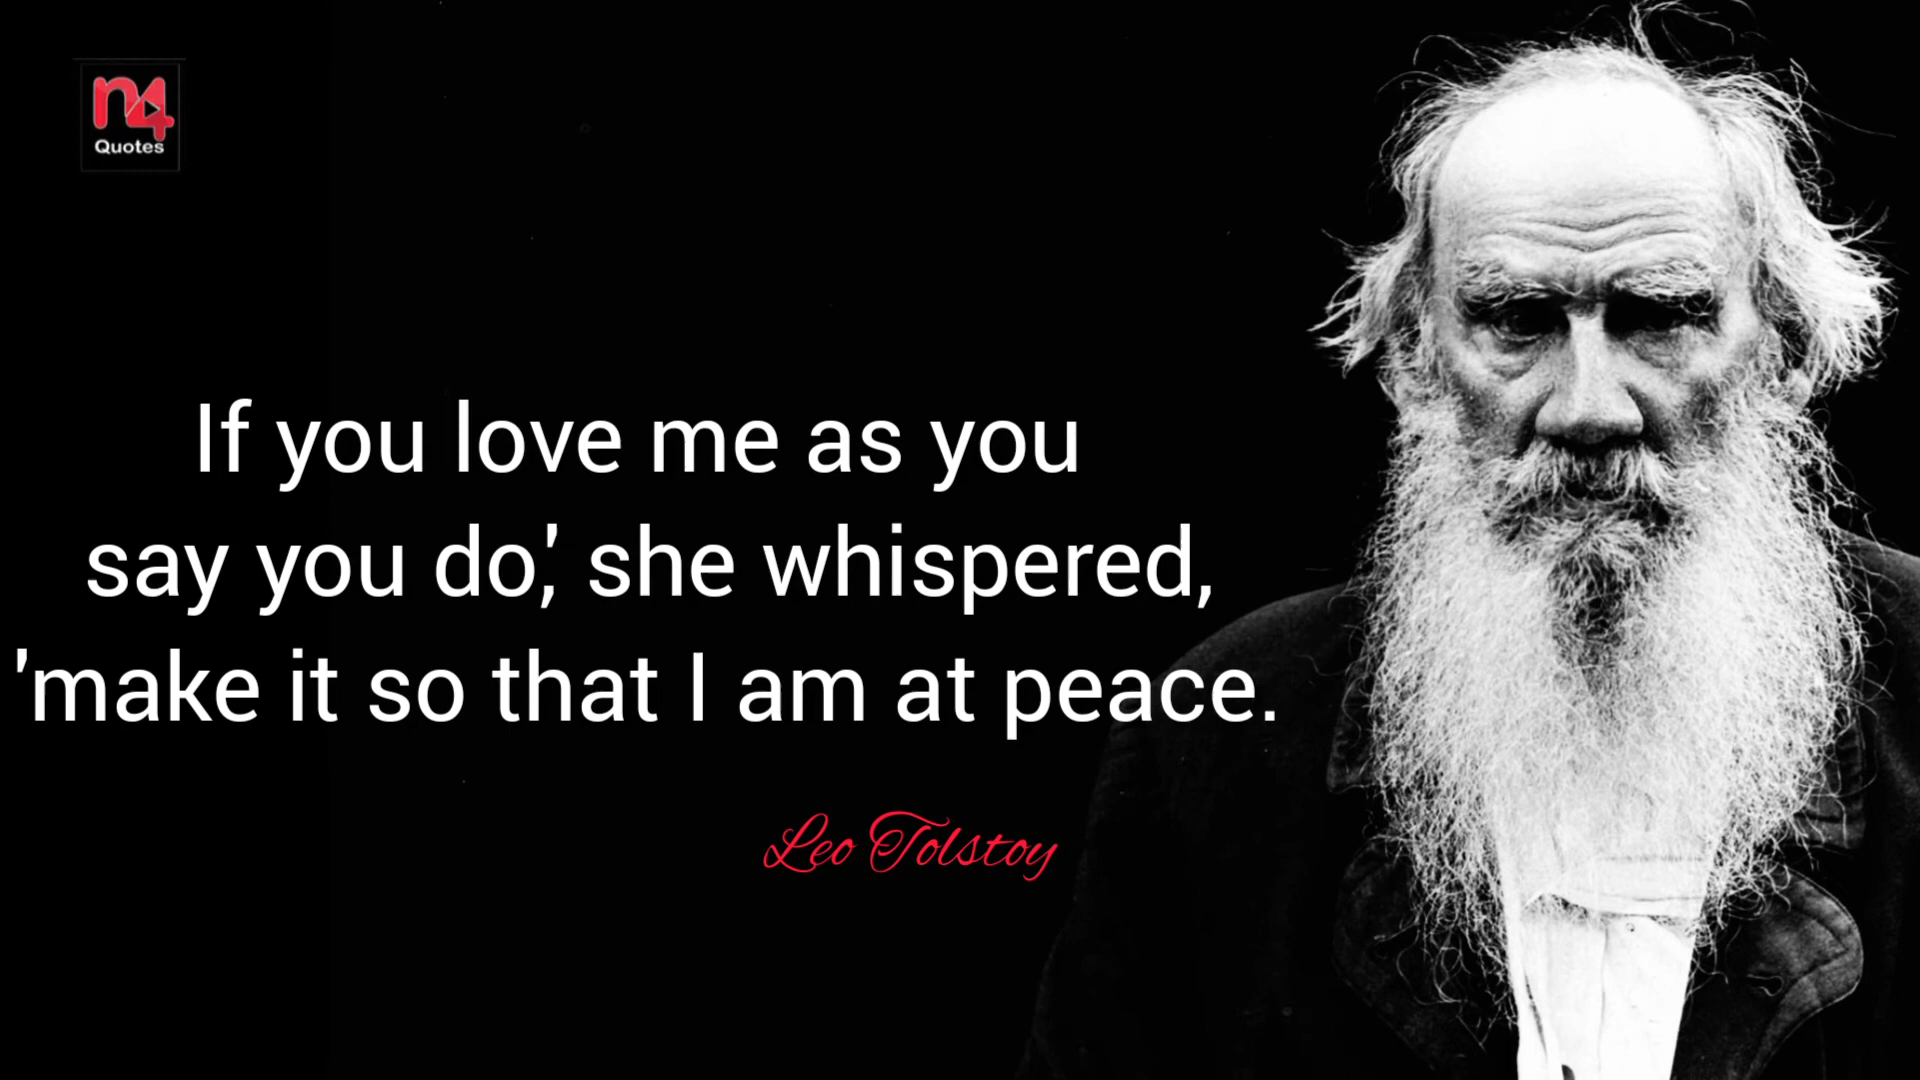 n4
Quotes
If you love me as you
say you do,' she whispered,
'make it so that I am at peace.
Leo Tolstoy